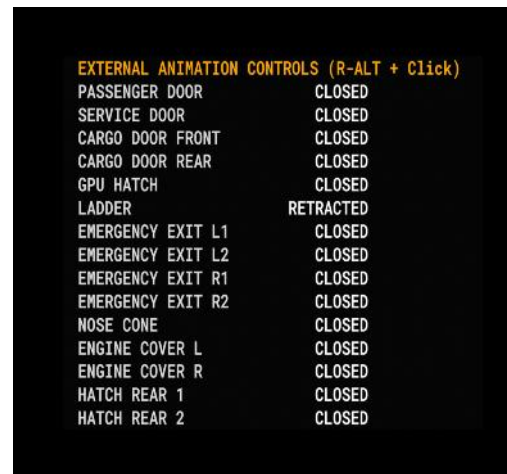 EXTERNAL ANIMATION CONTROLS (R-ALT + Click)
PASSENGER DOOR CLOSED
SERVICE DOOR CLOSED
CARGO DOOR FRONT CLOSED
CARGO DOOR REAR CLOSED
GPU HATCH CLOSED
LADDER RETRACTED
EMERGENCY EXIT L1 CLOSED
EMERGENCY EXIT L2 CLOSED
EMERGENCY EXIT R1 CLOSED
EMERGENCY EXIT R2 CLOSED
NOSE CONE CLOSED
ENGINE COVER L CLOSED
ENGINE COVER R CLOSED
HATCH REAR 1 CLOSED
HATCH REAR 2 CLOSED